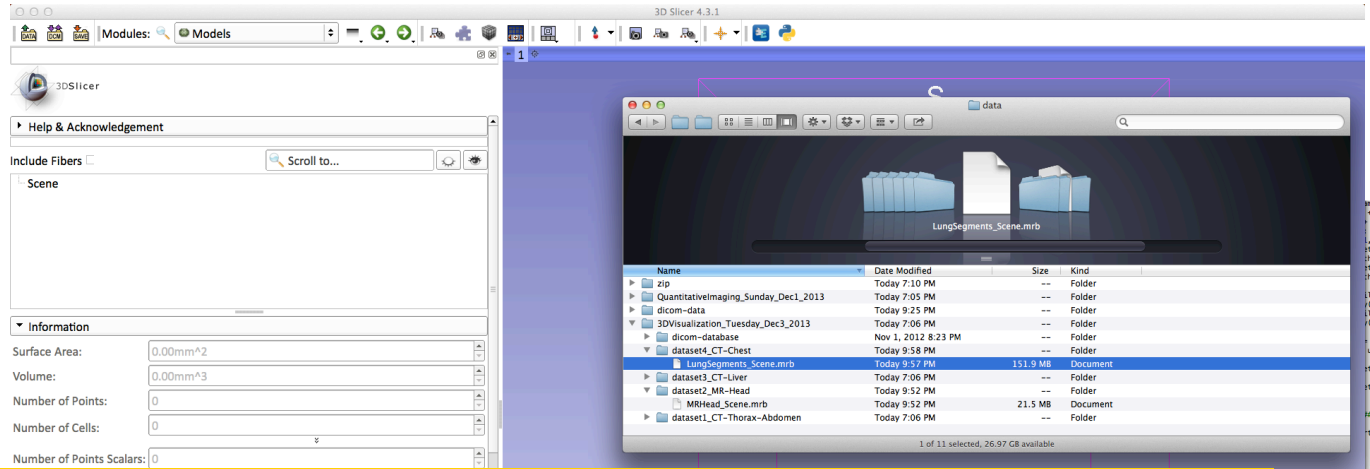 3D Slicer 4.3.1
DATA DCM SAVE Modules: Models
1
3DSlicer
Help & Acknowledgement
Include Fibers Scroll to...
Scene
Information
Surface Area: 0.00mm^2
Volume: 0.00mm^3
Number of Points: 0
Number of Cells: 0
Number of Points Scalars: 0
S
data
LungSegments_Scene.mrb
Name Date Modified Size Kind
zip Today 7:10 PM -- Folder
QuantitativeImaging_Sunday_Dec1_2013 Today 7:05 PM -- Folder
dicom-data Today 9:25 PM -- Folder
3DVisualization_Tuesday_Dec3_2013 Today 7:06 PM -- Folder
dicom-database Nov 1, 2012 8:23 PM -- Folder
dataset4_CT-Chest Today 9:58 PM -- Folder
LungSegments_Scene.mrb Today 9:57 PM 151.9 MB Document
dataset3_CT-Liver Today 7:06 PM -- Folder
dataset2_MR-Head Today 9:52 PM -- Folder
MRHead_Scene.mrb Today 9:52 PM 21.5 MB Document
dataset1_CT-Thorax-Abdomen Today 7:06 PM -- Folder
1 of 11 selected, 26.97 GB available